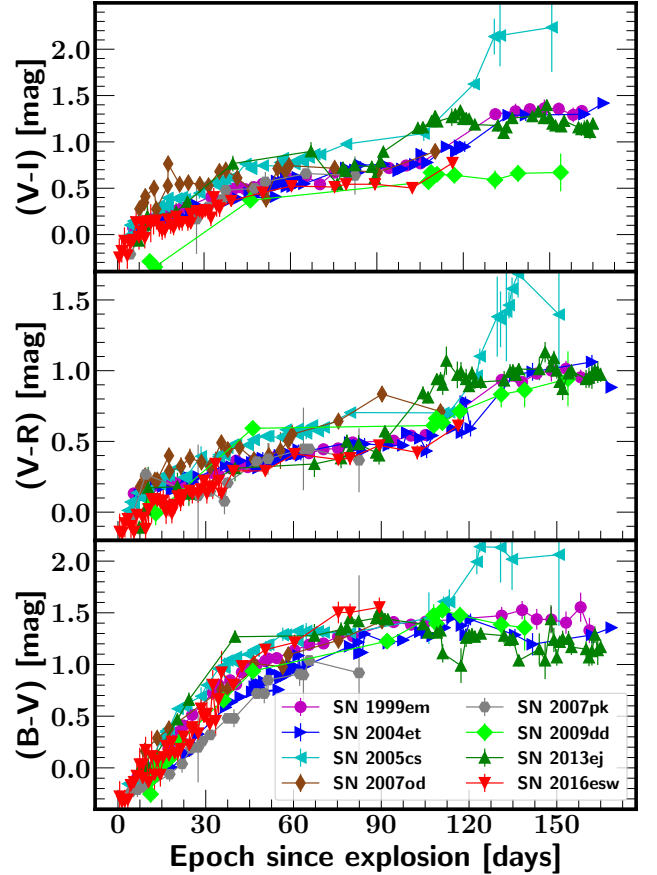 2.0
1.5
1.0
0.5
0.0
(V-I) [mag]
1.5
1.0
0.5
0.0
(V-R) [mag]
2.0
1.5
1.0
0.5
0.0
(B-V) [mag]
SN 1999em
SN 2004et
SN 2005cs
SN 2007od
SN 2007pk
SN 2009dd
SN 2013ej
SN 2016esw
0 30 60 90 120 150
Epoch since explosion [days]